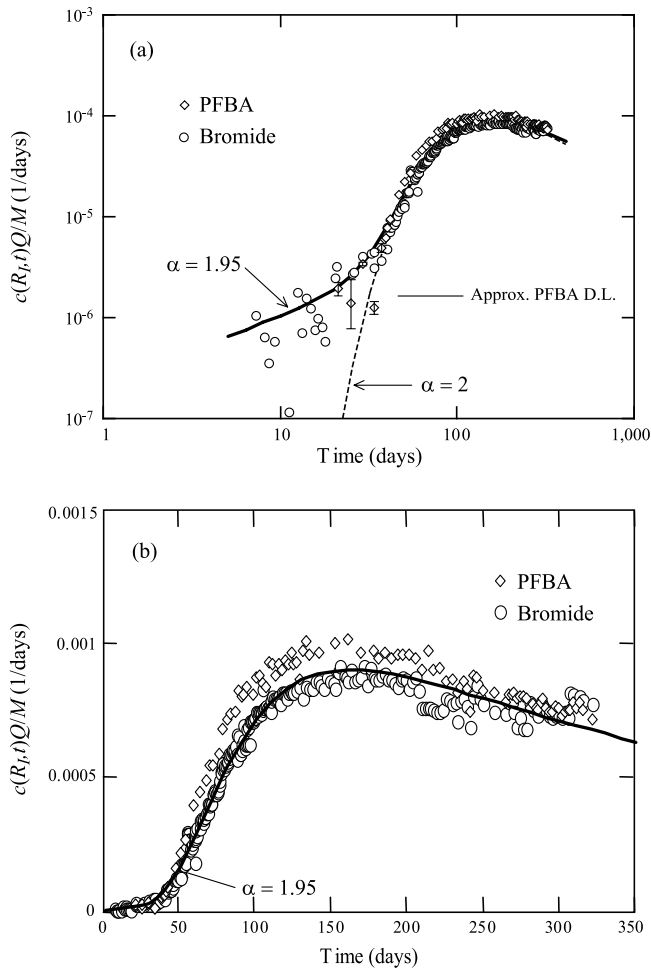 10-3
(a)
PFBA
Bromide
10-4
c(R1,t)Q/M (1/days)
10-5
α = 1.95
Approx. PFBA D.L.
10-6
α = 2
10-7
1
10
100
1,000
Time (days)
0.0015
(b)
PFBA
Bromide
0.001
c(R1,t)Q/M (1/days)
0.0005
α = 1.95
0
0
50
100
150
200
250
300
350
Time (days)